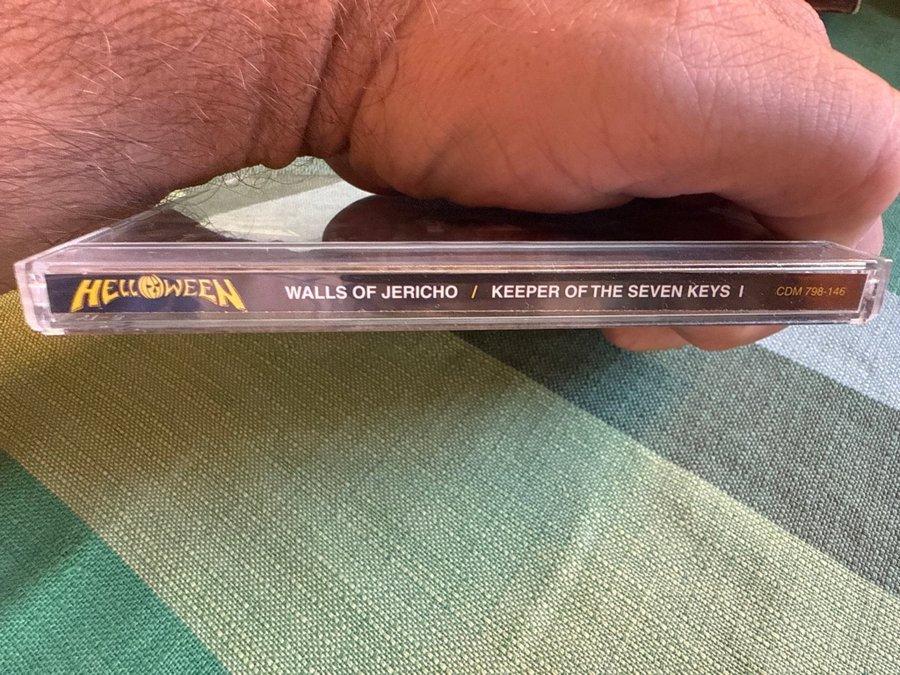 HELLOWEEN WALLS OF JERICHO / KEEPER OF THE SEVEN KEYS I CDM 798-146